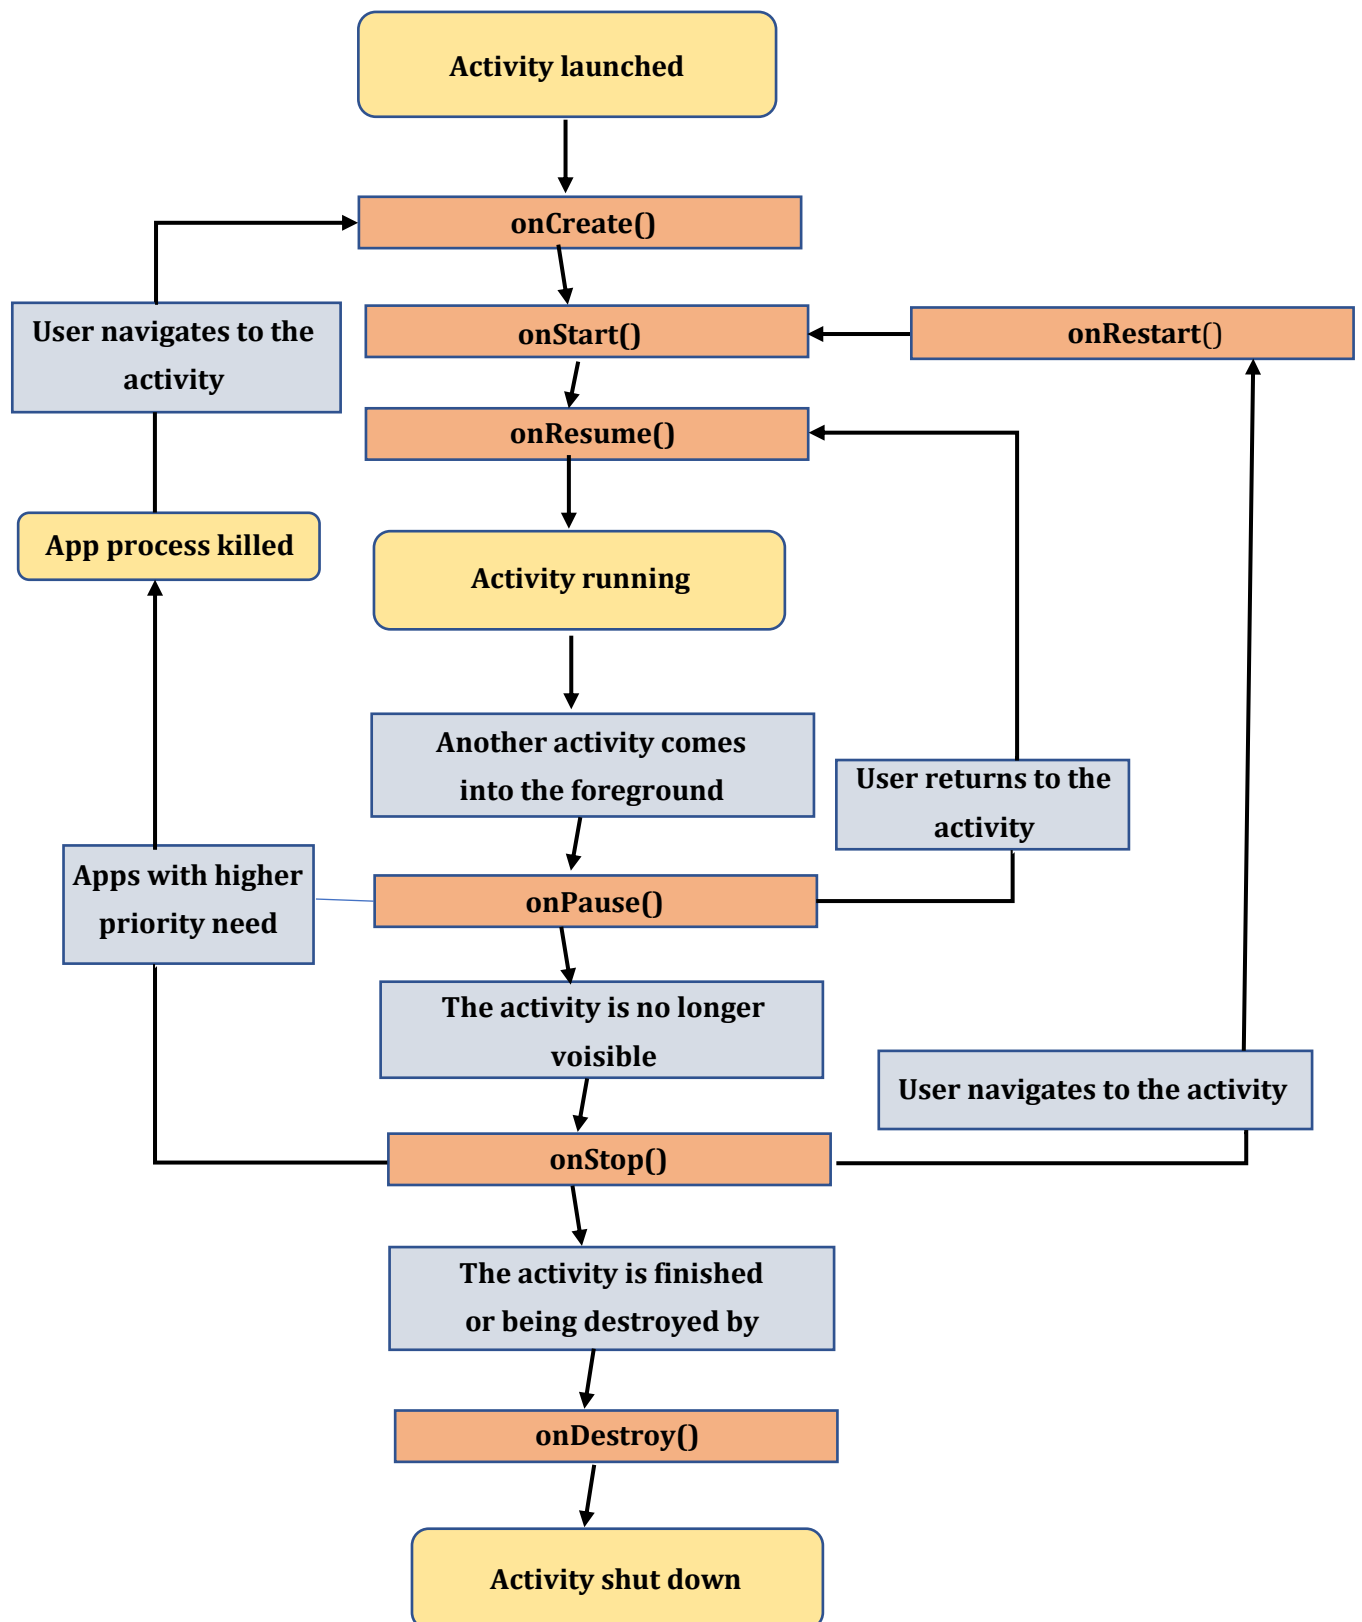 Activity launched
onCreate()
User navigates to the
activity
onStart()
onRestart()
onResume()
App process killed
Activity running
Another activity comes
into the foreground
User returns to the
activity
Apps with higher
priority need
onPause()
The activity is no longer
voisible
User navigates to the activity
onStop()
The activity is finished
or being destroyed by
onDestroy()
Activity shut down